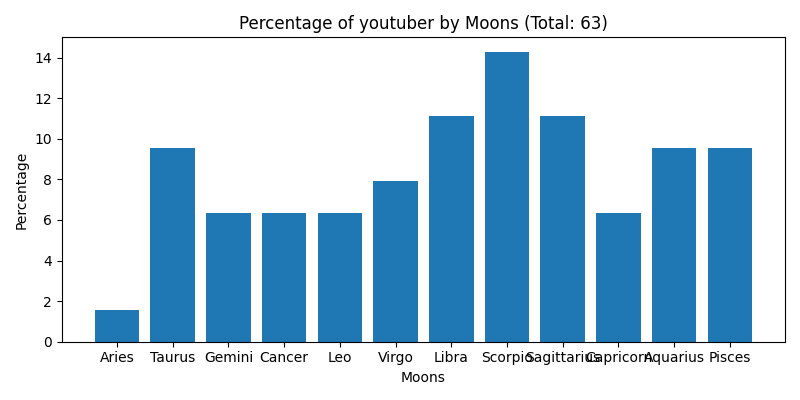 Percentage of youtuber by Moons (Total: 63)
Percentage
14
12
10
8
6
4
2
0
Aries Taurus Gemini Cancer Leo Virgo Libra Scorpio Sagittarius Capricorn Aquarius Pisces
Moons